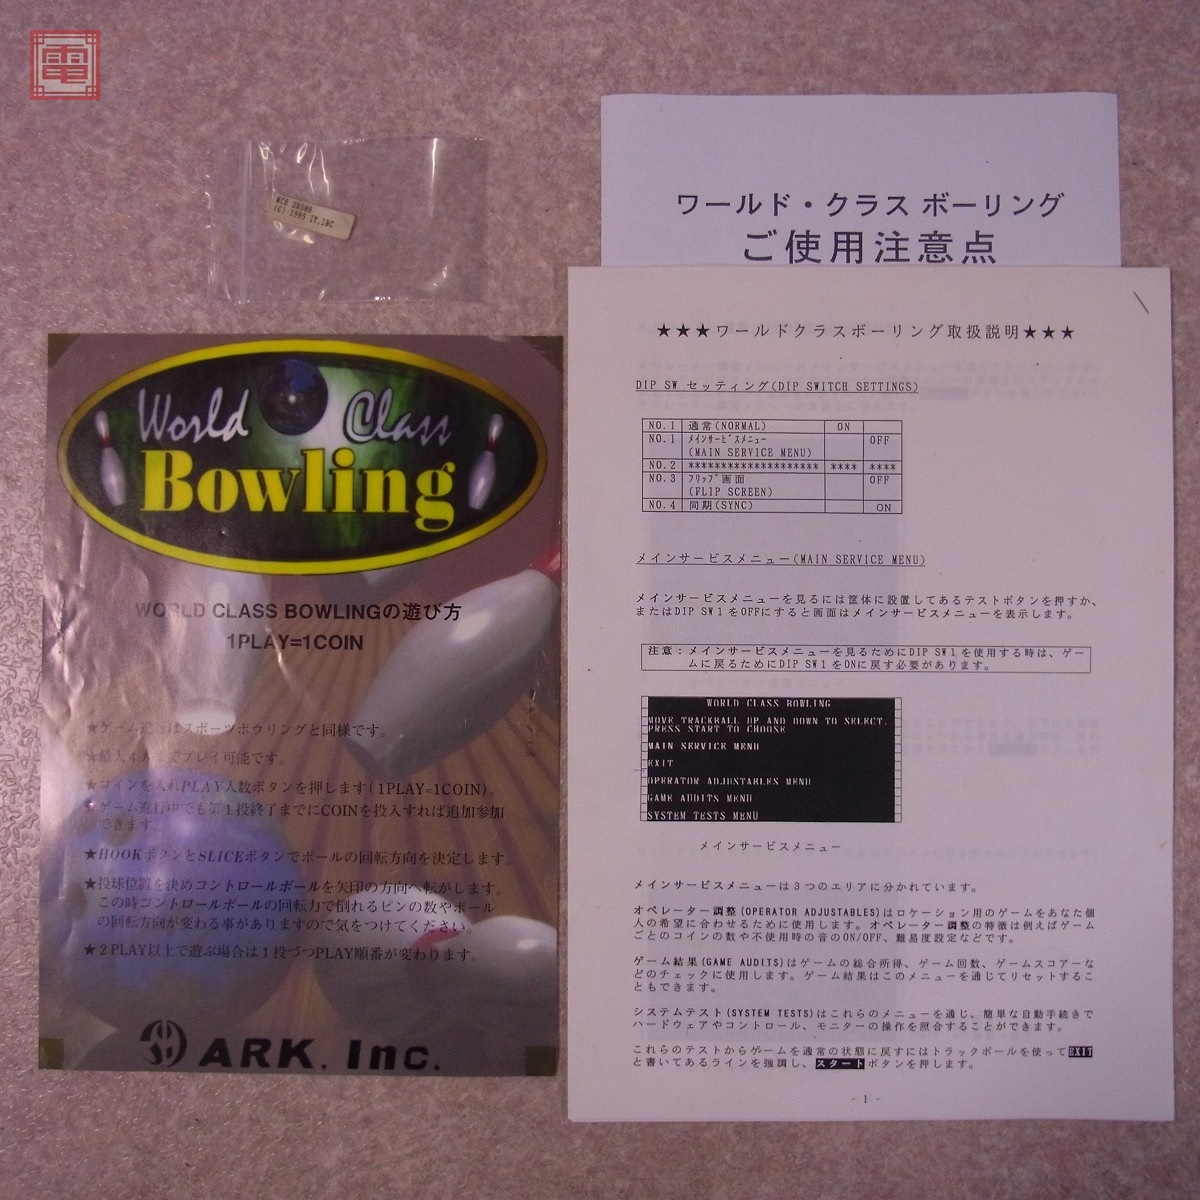 電
(C) 1995 IT,INC
ワールド・クラス ボーリング
ご使用注意点
World Class
Bowling
WORLD CLASS BOWLINGの遊び方
1PLAY=1COIN
★ゲーム進行はスポーツボウリングと同様です。
★最大4人までプレイ可能です。
★コインを入れPLAY人数ボタンを押します(1PLAY=1COIN)。
★ゲーム進行中でも第1投終了までにCOINを投入すれば追加参加
できます。
★HOOKボタンとSLICEボタンでボールの回転方向を決定します。
★投球位置を決めコントロールボールを矢印の方向へ転がします。
この時コントロールボールの回転力で倒れるピンの数やボール
の回転方向が変わる事がありますので気をつけてください。
★2PLAY以上で遊ぶ場合は1投づつPLAY順番が変わります。
ARK, Inc.
★★★ワールドクラスボーリング取扱説明★★★
DIP SW セッティング(DIP SWITCH SETTINGS)
NO.1 通常(NORMAL) ON
NO.1 メインサービスメニュー OFF
(MAIN SERVICE MENU)
NO.2 ******************** **** ****
NO.3 フリップ画面 OFF
(FLIP SCREEN)
NO.4 同期(SYNC) ON
メインサービスメニュー(MAIN SERVICE MENU)
メインサービスメニューを見るには筐体に設置してあるテストボタンを押すか、
またはDIP SW1をOFFにすると画面はメインサービスメニューを表示します。
注意：メインサービスメニューを見るためにDIP SW1を使用する時は、ゲー
ムに戻るためにDIP SW1をONに戻す必要があります。
WORLD CLASS BOWLING
MOVE TRACKBALL UP AND DOWN TO SELECT.
PRESS START TO CHOOSE
MAIN SERVICE MENU
EXIT
OPERATOR ADJUSTABLES MENU
GAME AUDITS MENU
SYSTEM TESTS MENU
メインサービスメニュー
メインサービスメニューは3つのエリアに分かれています。
オペレーター調整(OPERATOR ADJUSTABLES)はロケーション用のゲームをあなた個
人の希望に合わせるために使用します。オペレーター調整の特徴は例えばゲーム
ごとのコインの数や不使用時の音のON/OFF、難易度設定などです。
ゲーム結果(GAME AUDITS)はゲームの総合所得、ゲーム回数、ゲームスコアーな
どのチェックに使用します。ゲーム結果はこのメニューを通じてリセットするこ
ともできます。
システムテスト(SYSTEM TESTS)はこれらのメニューを通じ、簡単な自動手続きで
ハードウェアやコントロール、モニターの操作を照合することができます。
これらのテストからゲームを通常の状態に戻すにはトラックボールを使ってEXIT
と書いてあるラインを強調し、スタートボタンを押します。
- 1 -